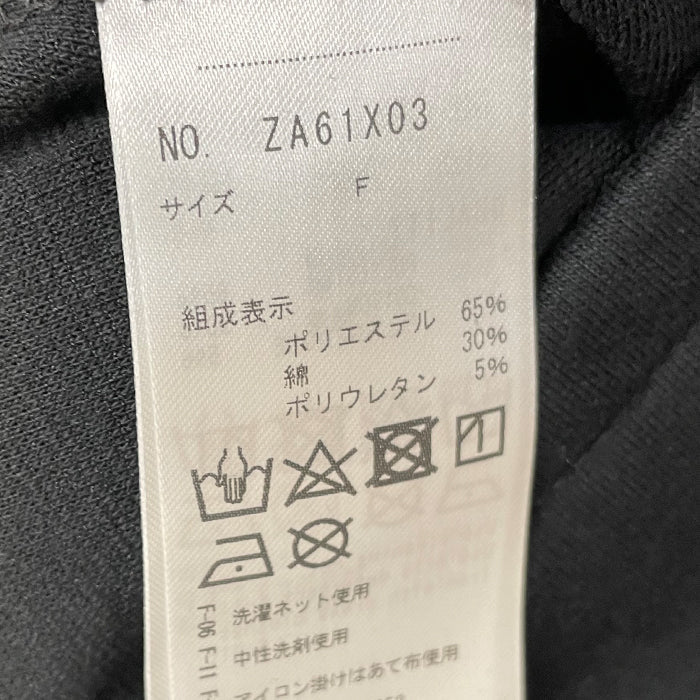 NO. ZA61X03
サイズ F
組成表示
ポリエステル 65%
綿 30%
ポリウレタン 5%
F-06 F-11 F
洗濯ネット使用
中性洗剤使用
アイロン掛けはあて布使用